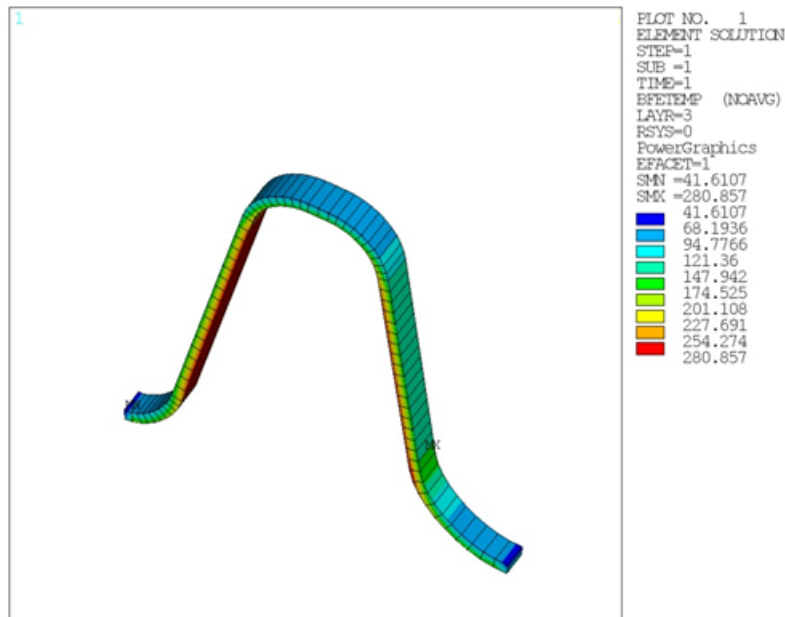 1
PLOT NO. 1
ELEMENT SOLUTION
STEP=1
SUB =1
TIME=1
BFETEMP (NOAVG)
LAYR=3
RSYS=0
PowerGraphics
EFACET=1
SMN =41.6107
SMX =280.857
41.6107
68.1936
94.7766
121.36
147.942
174.525
201.108
227.691
254.274
280.857
MX